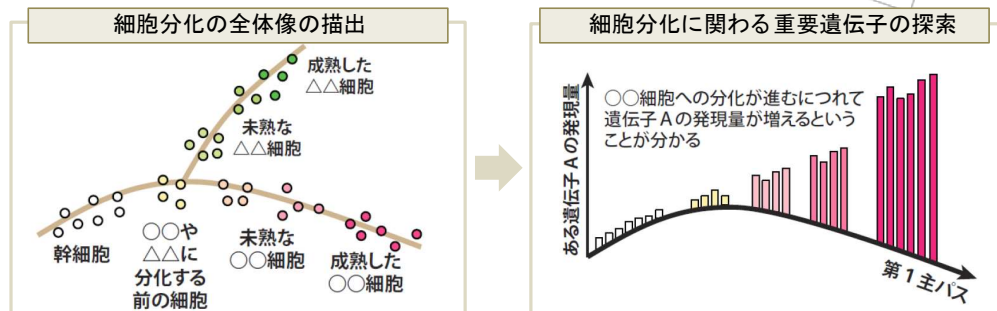 細胞分化の全体像の描出
成熟した
△△細胞
未熟な
△△細胞
幹細胞
○○や
△△に
分化する
前の細胞
未熟な
○○細胞
成熟した
○○細胞
細胞分化に関わる重要遺伝子の探索
ある遺伝子Aの発現量
○○細胞への分化が進むにつれて
遺伝子Aの発現量が増えるという
ことが分かる
第1主パス